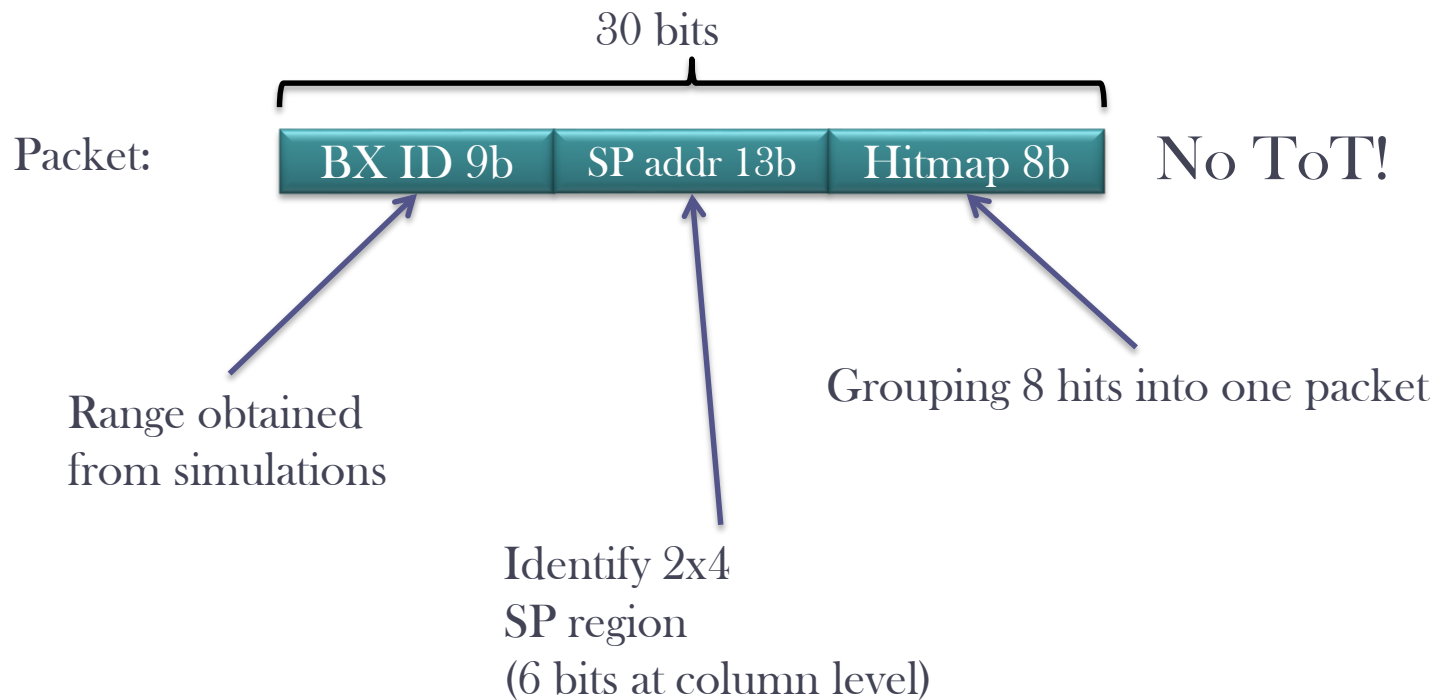 30 bits
Packet:
BX ID 9b
SP addr 13b
Hitmap 8b
No ToT!
Range obtained
from simulations
Grouping 8 hits into one packet
Identify 2x4
SP region
(6 bits at column level)